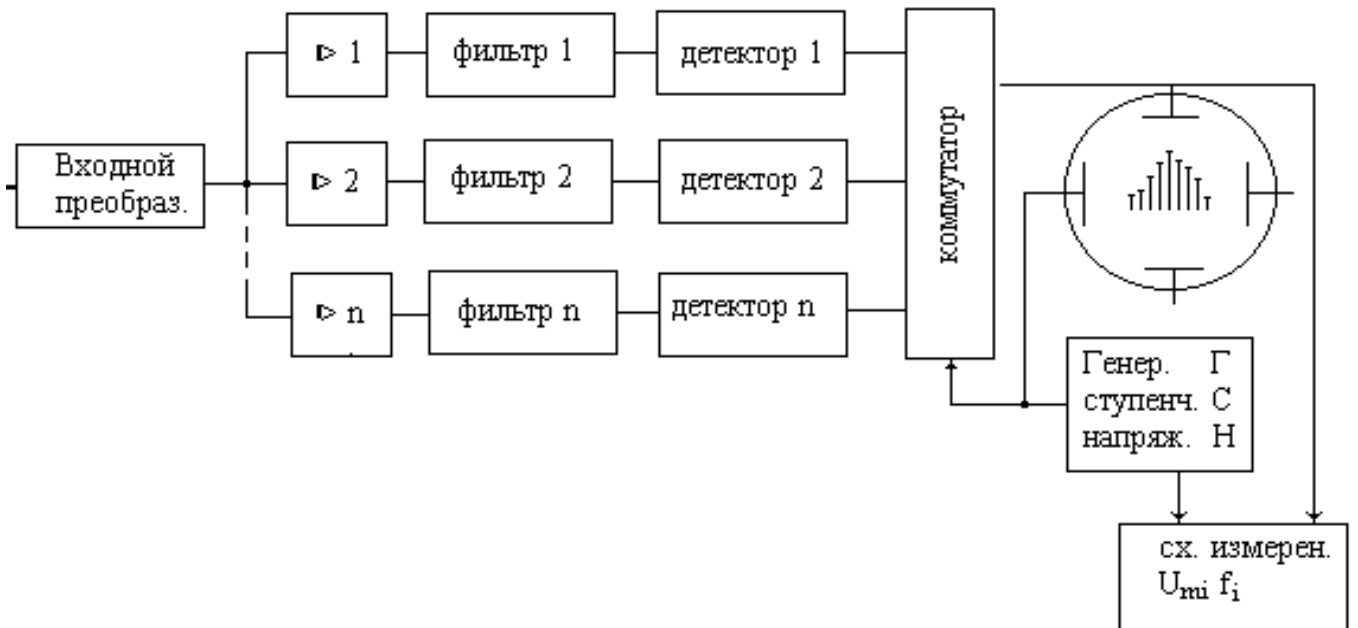 1
фильтр 1
детектор 1
коммутатор
Входной
преобраз.
2
фильтр 2
детектор 2
n
фильтр n
детектор n
Генер. Г
ступенч. С
напряж. Н
сх. измерен.
Umi fi